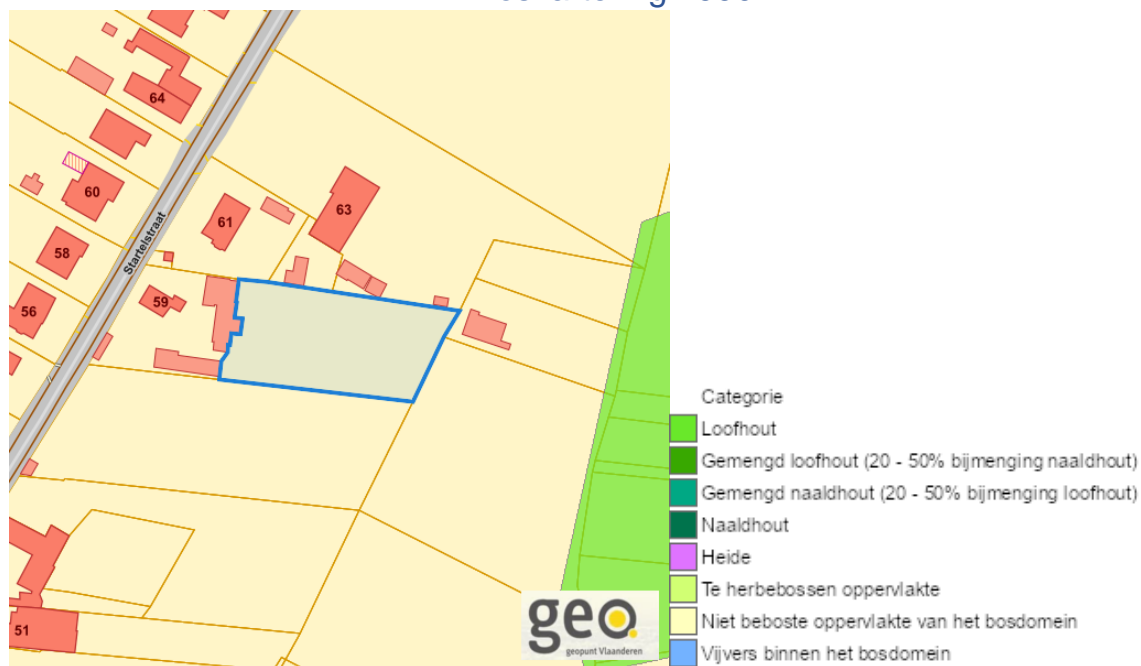 64
60
63
61
Startelstraat
58
59
56
51
geo.
geopunt Vlaanderen
Categorie
Loofhout
Gemengd loofhout (20 - 50% bijmenging naaldhout)
Gemengd naaldhout (20 - 50% bijmenging loofhout)
Naaldhout
Heide
Te herbebossen oppervlakte
Niet beboste oppervlakte van het bosdomein
Vijvers binnen het bosdomein